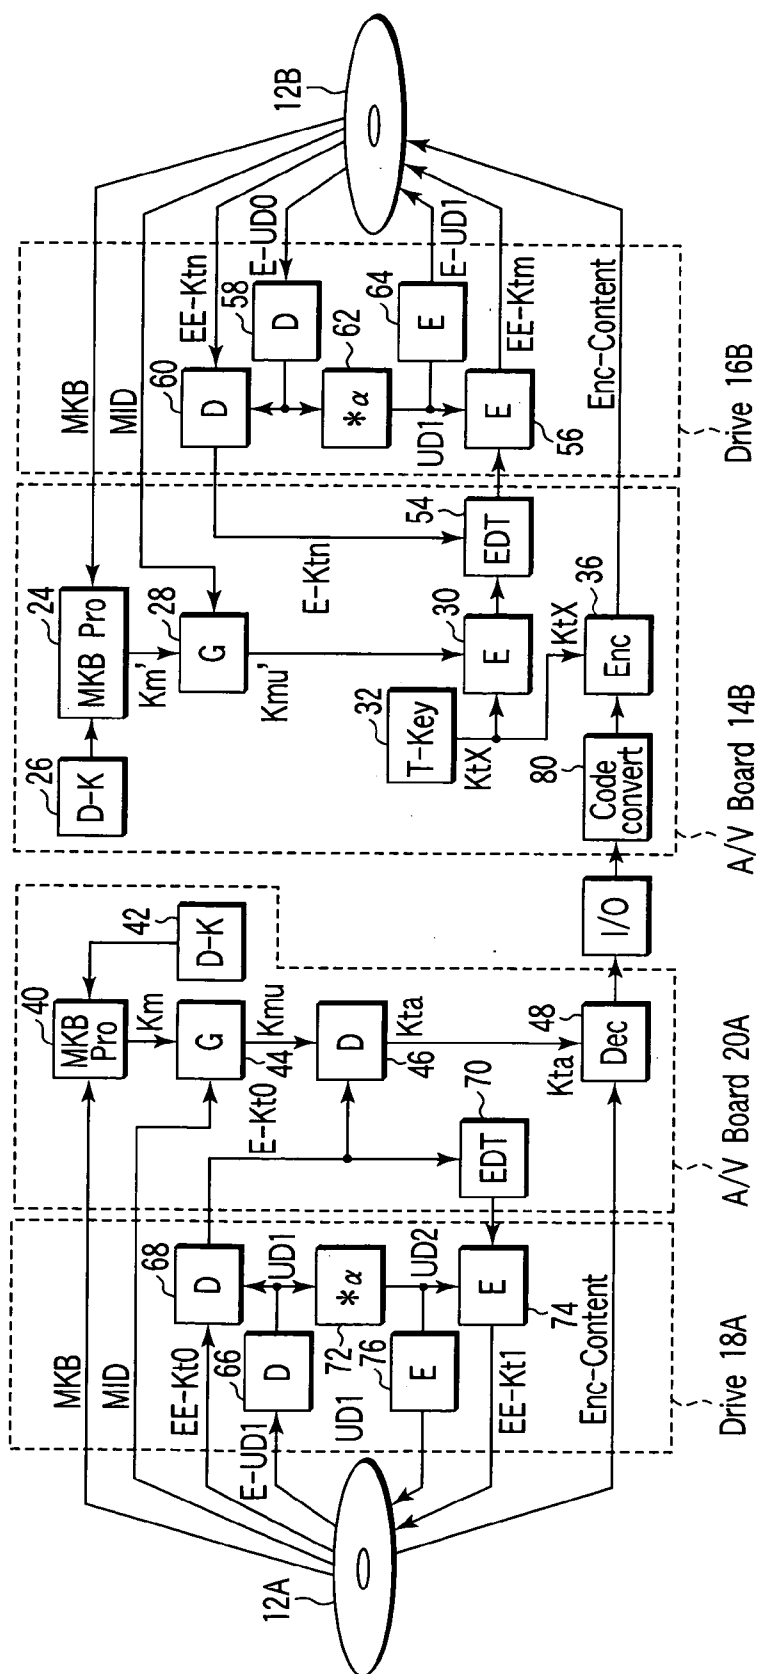 12A
MKB
MID
EE-Kt0
E-UD1
UD1
EE-Kt1
Enc-Content
68
D
UD1
66
D
72
*α
76
E
UD2
E
74
Drive 18A
40
MKB
Pro
42
D-K
Km
G
44
Kmu
E-Kt0
D
46
Kta
70
EDT
Kta
48
Dec
A/V Board 20A
I/O
26
D-K
24
MKB Pro
Km'
28
G
Kmu'
32
T-Key
KtX
30
E
E-Ktn
54
EDT
KtX
80
Code
convert
36
Enc
A/V Board 14B
MKB
MID
60
D
EE-Ktn
58
D
E-UD0
62
*α
UD1
64
E
E-UD1
E
56
EE-Ktm
Enc-Content
Drive 16B
12B